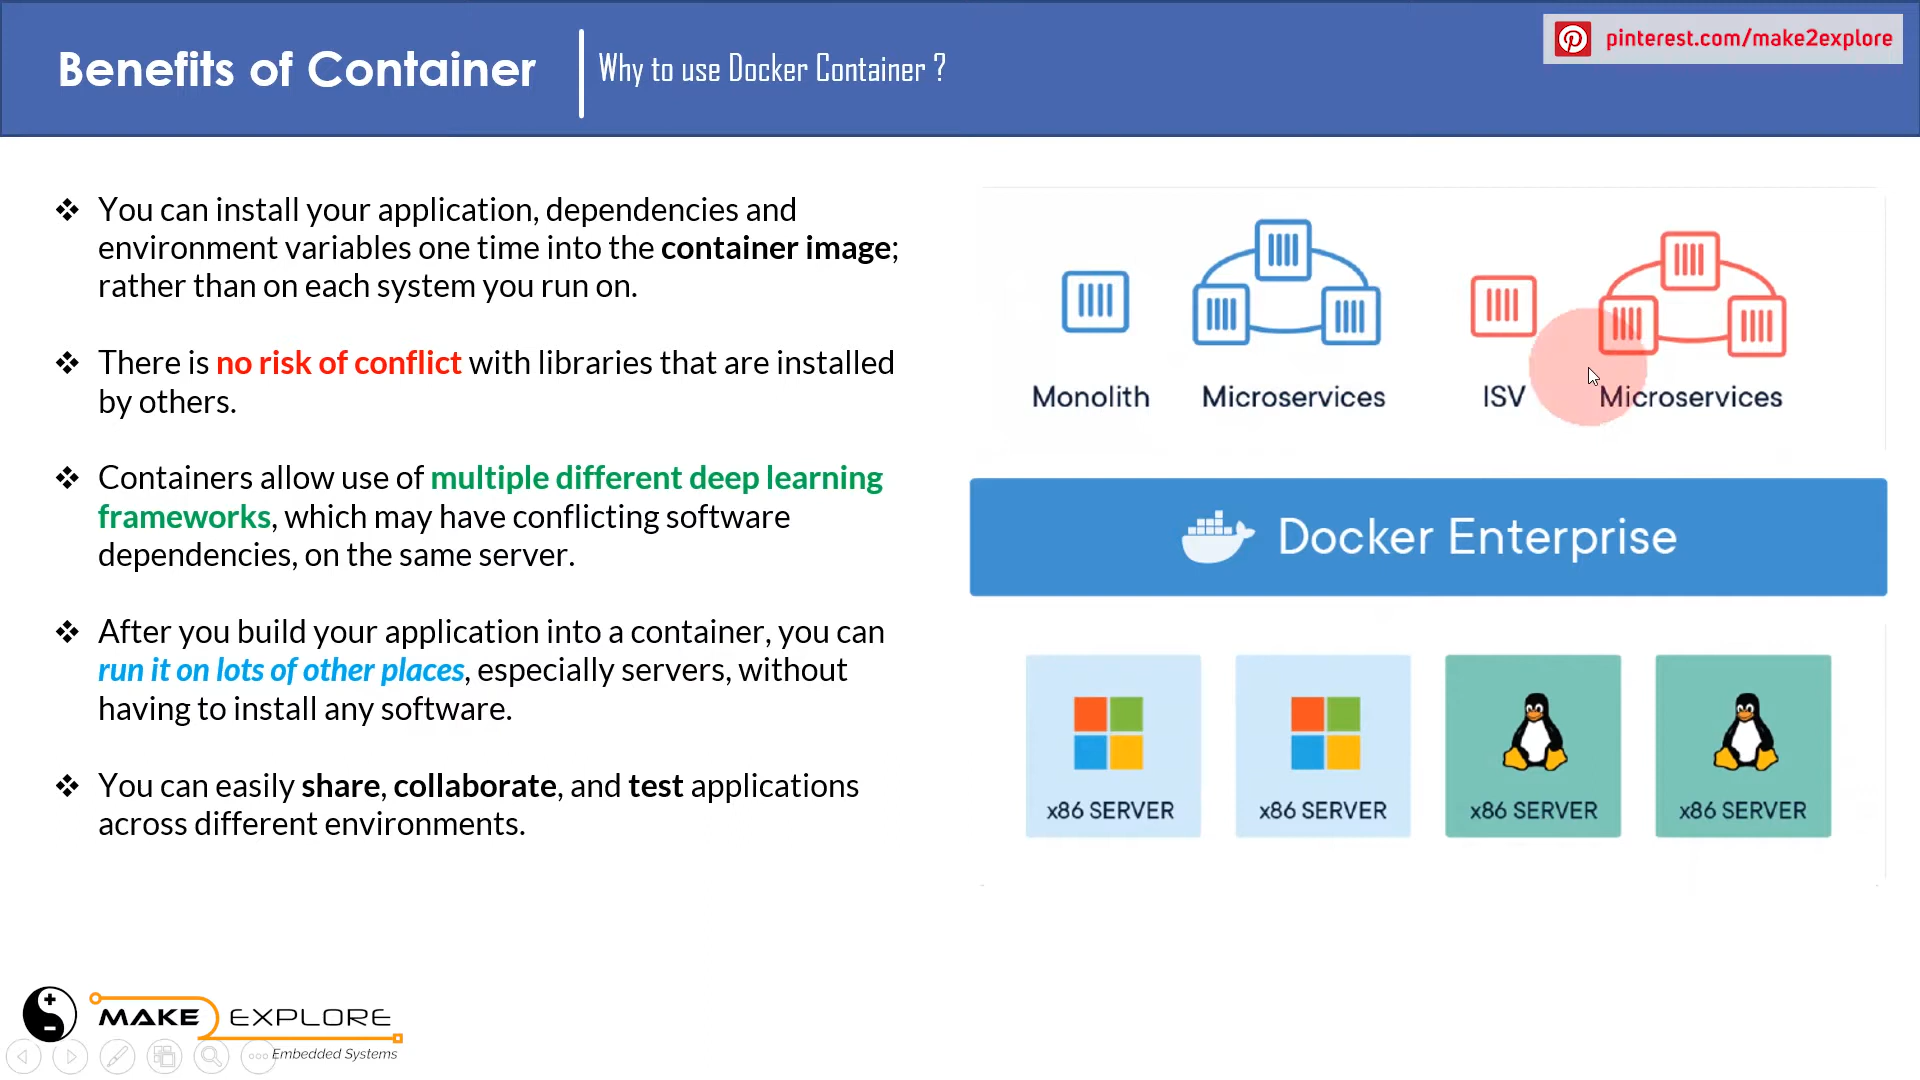 Benefits of Container
Why to use Docker Container ?
pinterest.com/make2explore
❖ You can install your application, dependencies and
environment variables one time into the container image;
rather than on each system you run on.
❖ There is no risk of conflict with libraries that are installed
by others.
❖ Containers allow use of multiple different deep learning
frameworks, which may have conflicting software
dependencies, on the same server.
❖ After you build your application into a container, you can
run it on lots of other places, especially servers, without
having to install any software.
❖ You can easily share, collaborate, and test applications
across different environments.
Monolith Microservices ISV Microservices
Docker Enterprise
x86 SERVER x86 SERVER x86 SERVER x86 SERVER
MAKE EXPLORE
Embedded Systems